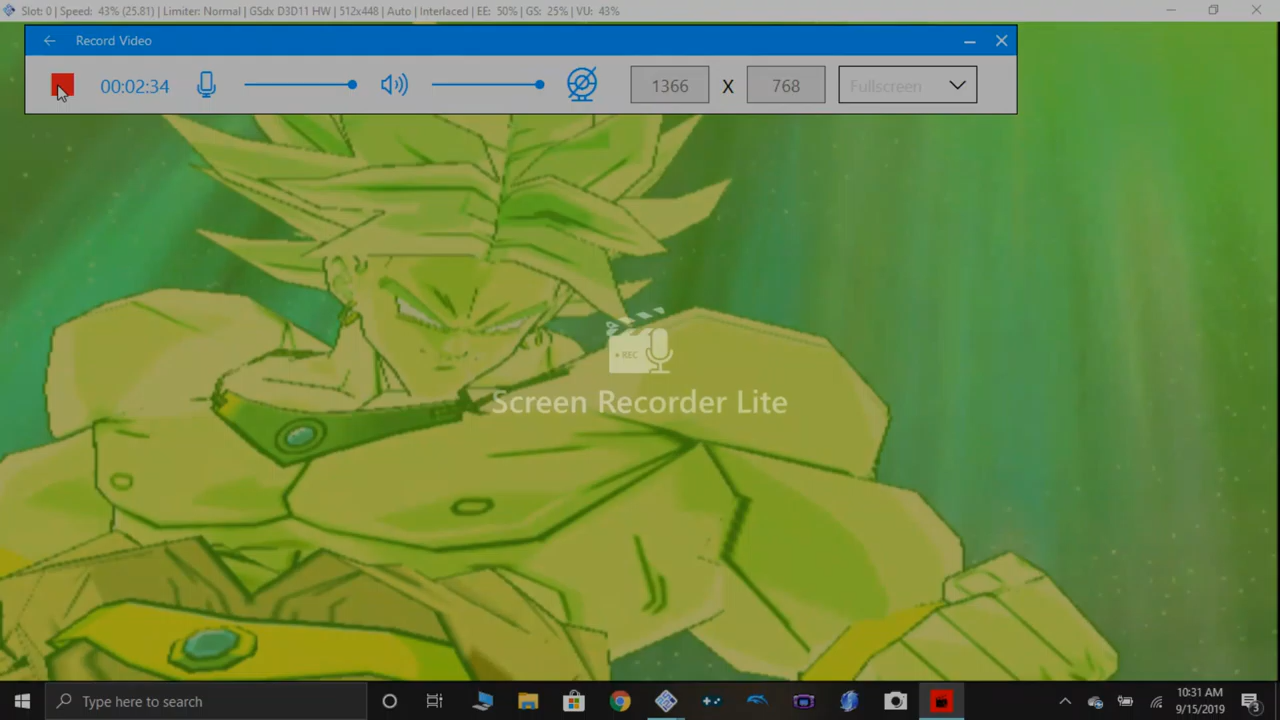 Slot: 0 | Speed: 43% (25.81) | Limiter: Normal | GSdx D3D11 HW | 512x448 | Auto | Interlaced | EE: 50% | GS: 25% | VU: 43%
Record Video
00:02:34
1366 X 768 Fullscreen
REC
Screen Recorder Lite
Type here to search
10:31 AM
9/15/2019
3